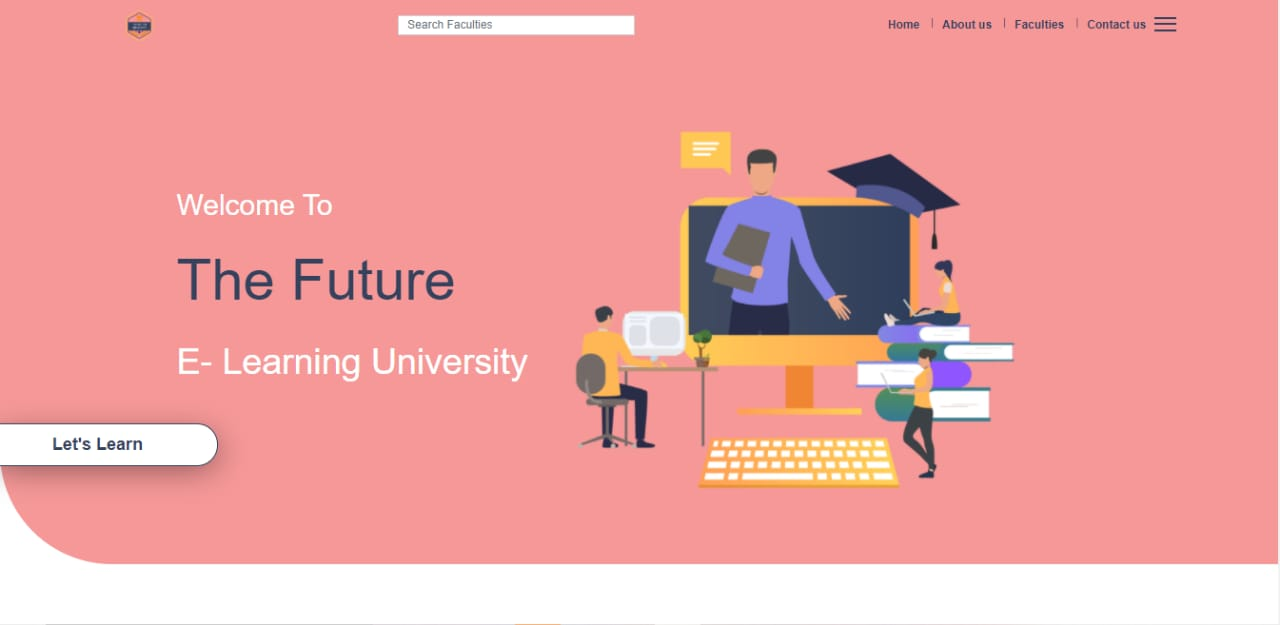 Search Faculties
Home | About us | Faculties | Contact us
Welcome To
The Future
E- Learning University
Let's Learn